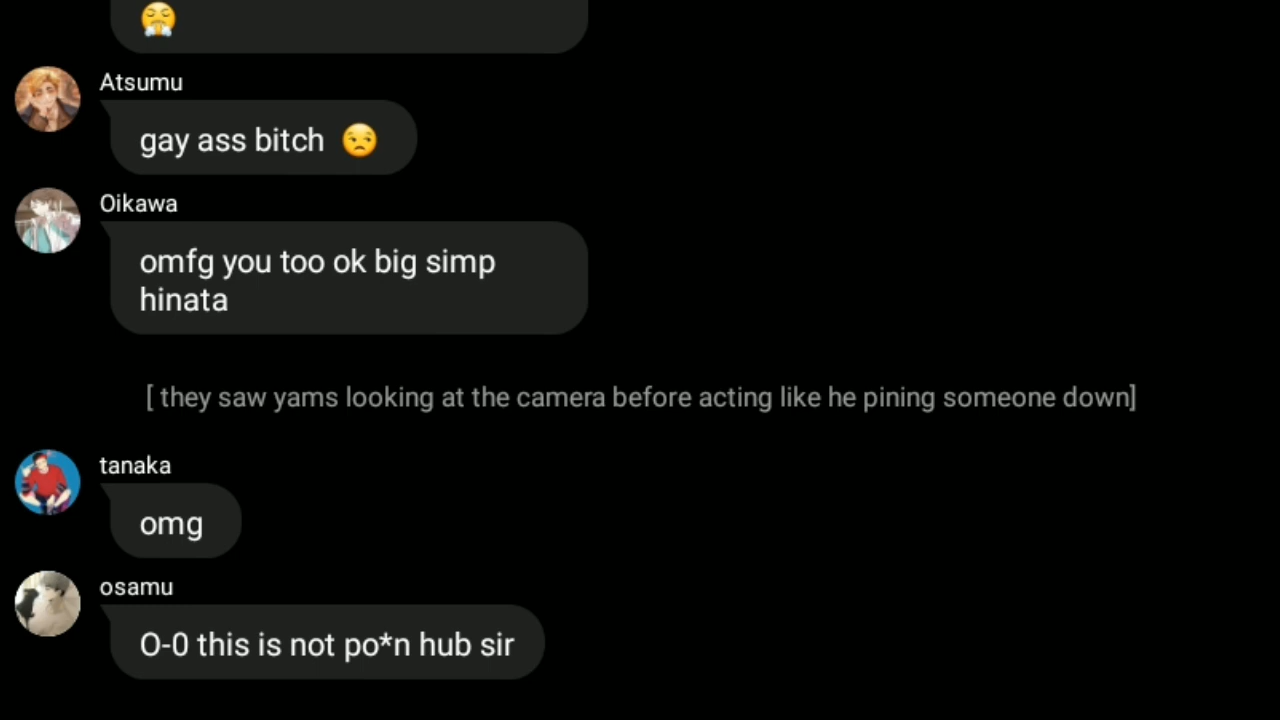 😤
Atsumu
gay ass bitch 😒
Oikawa
omfg you too ok big simp
hinata
[ they saw yams looking at the camera before acting like he pining someone down]
tanaka
omg
osamu
O-0 this is not po*n hub sir